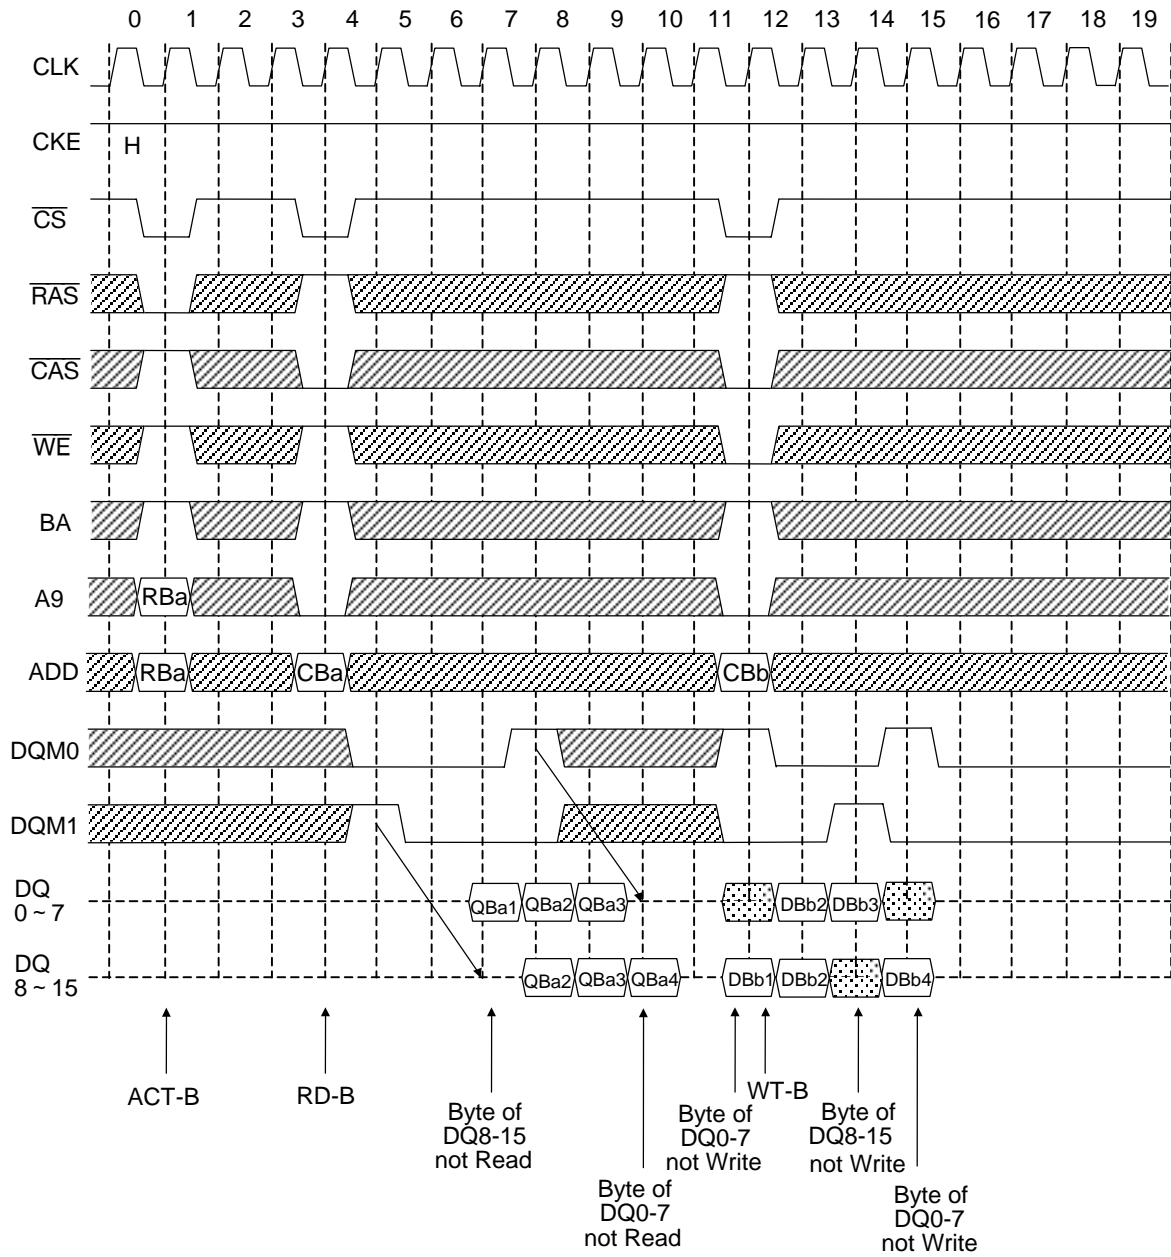 0 1 2 3 4 5 6 7 8 9 10 11 12 13 14 15 16 17 18 19
CLK
CKE
H
CS
RAS
CAS
WE
BA
A9
RBa
ADD
RBa
CBa
CBb
DQM0
DQM1
DQ
0 ~ 7
QBa1
QBa2
QBa3
DBb2
DBb3
DQ
8 ~ 15
QBa2
QBa3
QBa4
DBb1
DBb2
DBb4
ACT-B
RD-B
WT-B
Byte of
DQ8-15
not Read
Byte of
DQ0-7
not Read
Byte of
DQ0-7
not Write
Byte of
DQ8-15
not Write
Byte of
DQ0-7
not Write